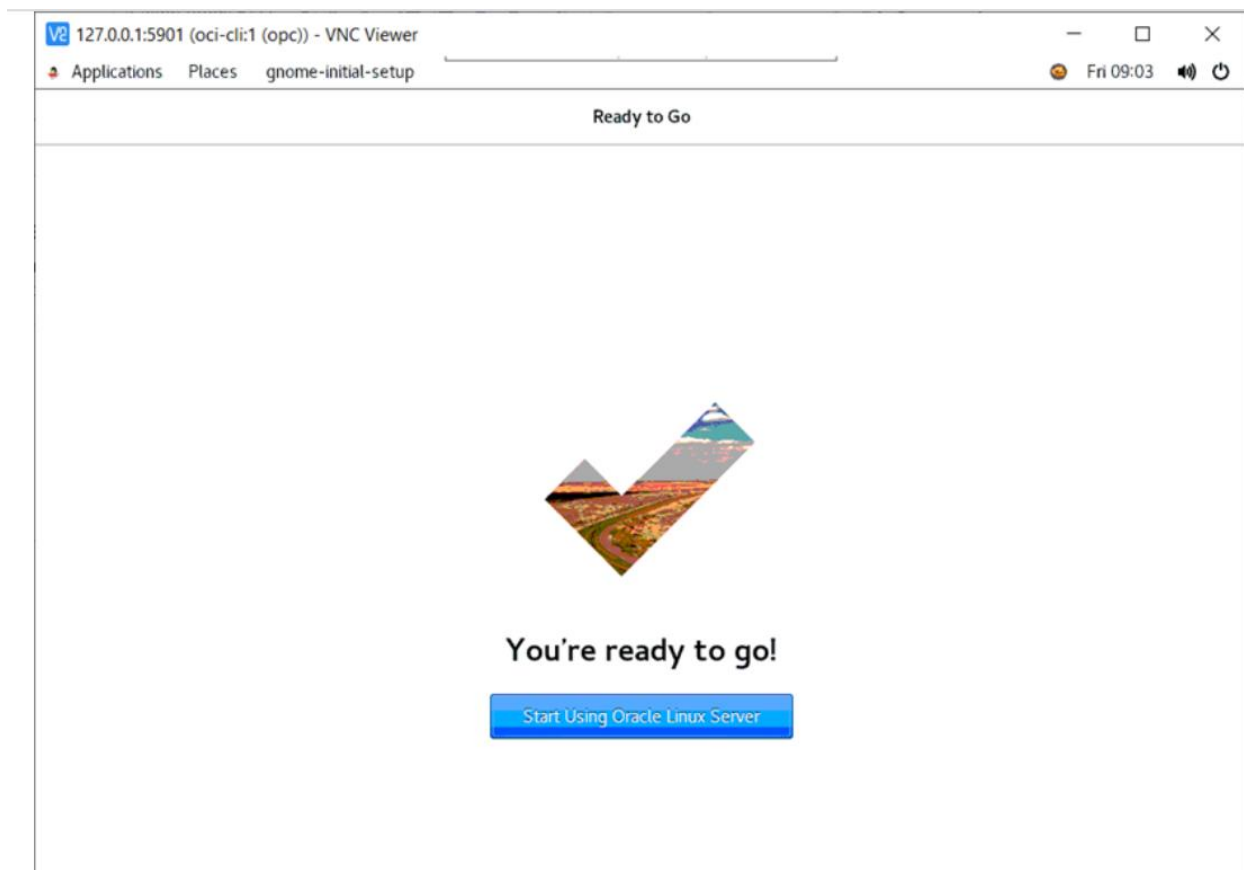 127.0.0.1:5901 (oci-cli:1 (opc)) - VNC Viewer
Applications Places gnome-initial-setup Fri 09:03
Ready to Go
You're ready to go!
Start Using Oracle Linux Server